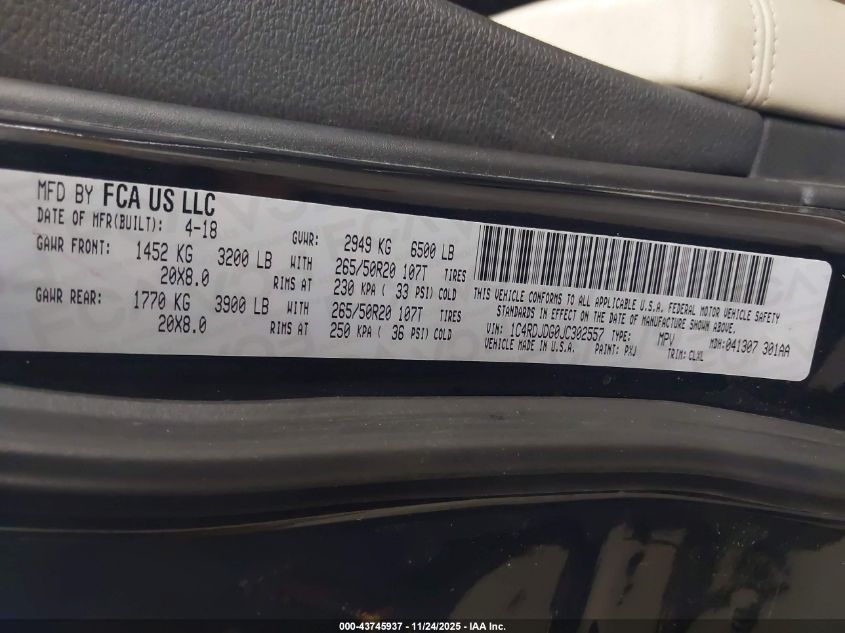 MFD BY FCA US LLC
DATE OF MFR(BUILT): 4-18 GVWR: 2949 KG 6500 LB
GAWR FRONT: 1452 KG 3200 LB WITH 265/50R20 107T TIRES
20X8.0 RIMS AT 230 KPA ( 33 PSI) COLD
GAWR REAR: 1770 KG 3900 LB WITH 265/50R20 107T TIRES
20X8.0 RIMS AT 250 KPA ( 36 PSI) COLD
THIS VEHICLE CONFORMS TO ALL APPLICABLE U.S.A. FEDERAL MOTOR VEHICLE SAFETY
STANDARDS IN EFFECT ON THE DATE OF MANUFACTURE SHOWN ABOVE.
VIN: 1C4RDJDG0JC302557 TYPE: MPV MDH:041307 301AA
VEHICLE MADE IN U.S.A. PAINT: PXJ TRIM: CLXL
000-43745937 - 11/24/2025 - IAA Inc.